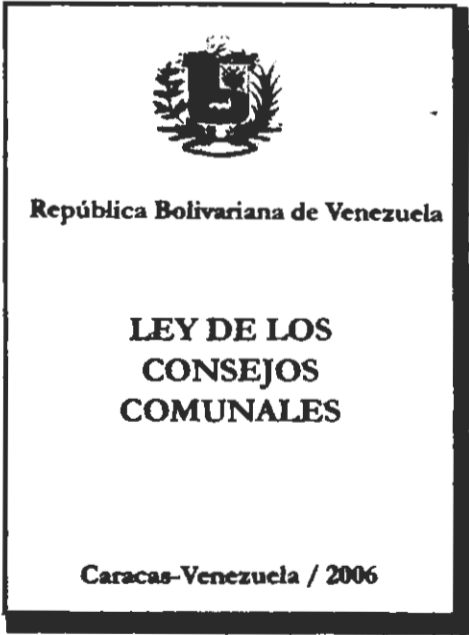 República Bolivariana de Venezuela
LEY DE LOS
CONSEJOS
COMUNALES
Caracas-Venezuela / 2006